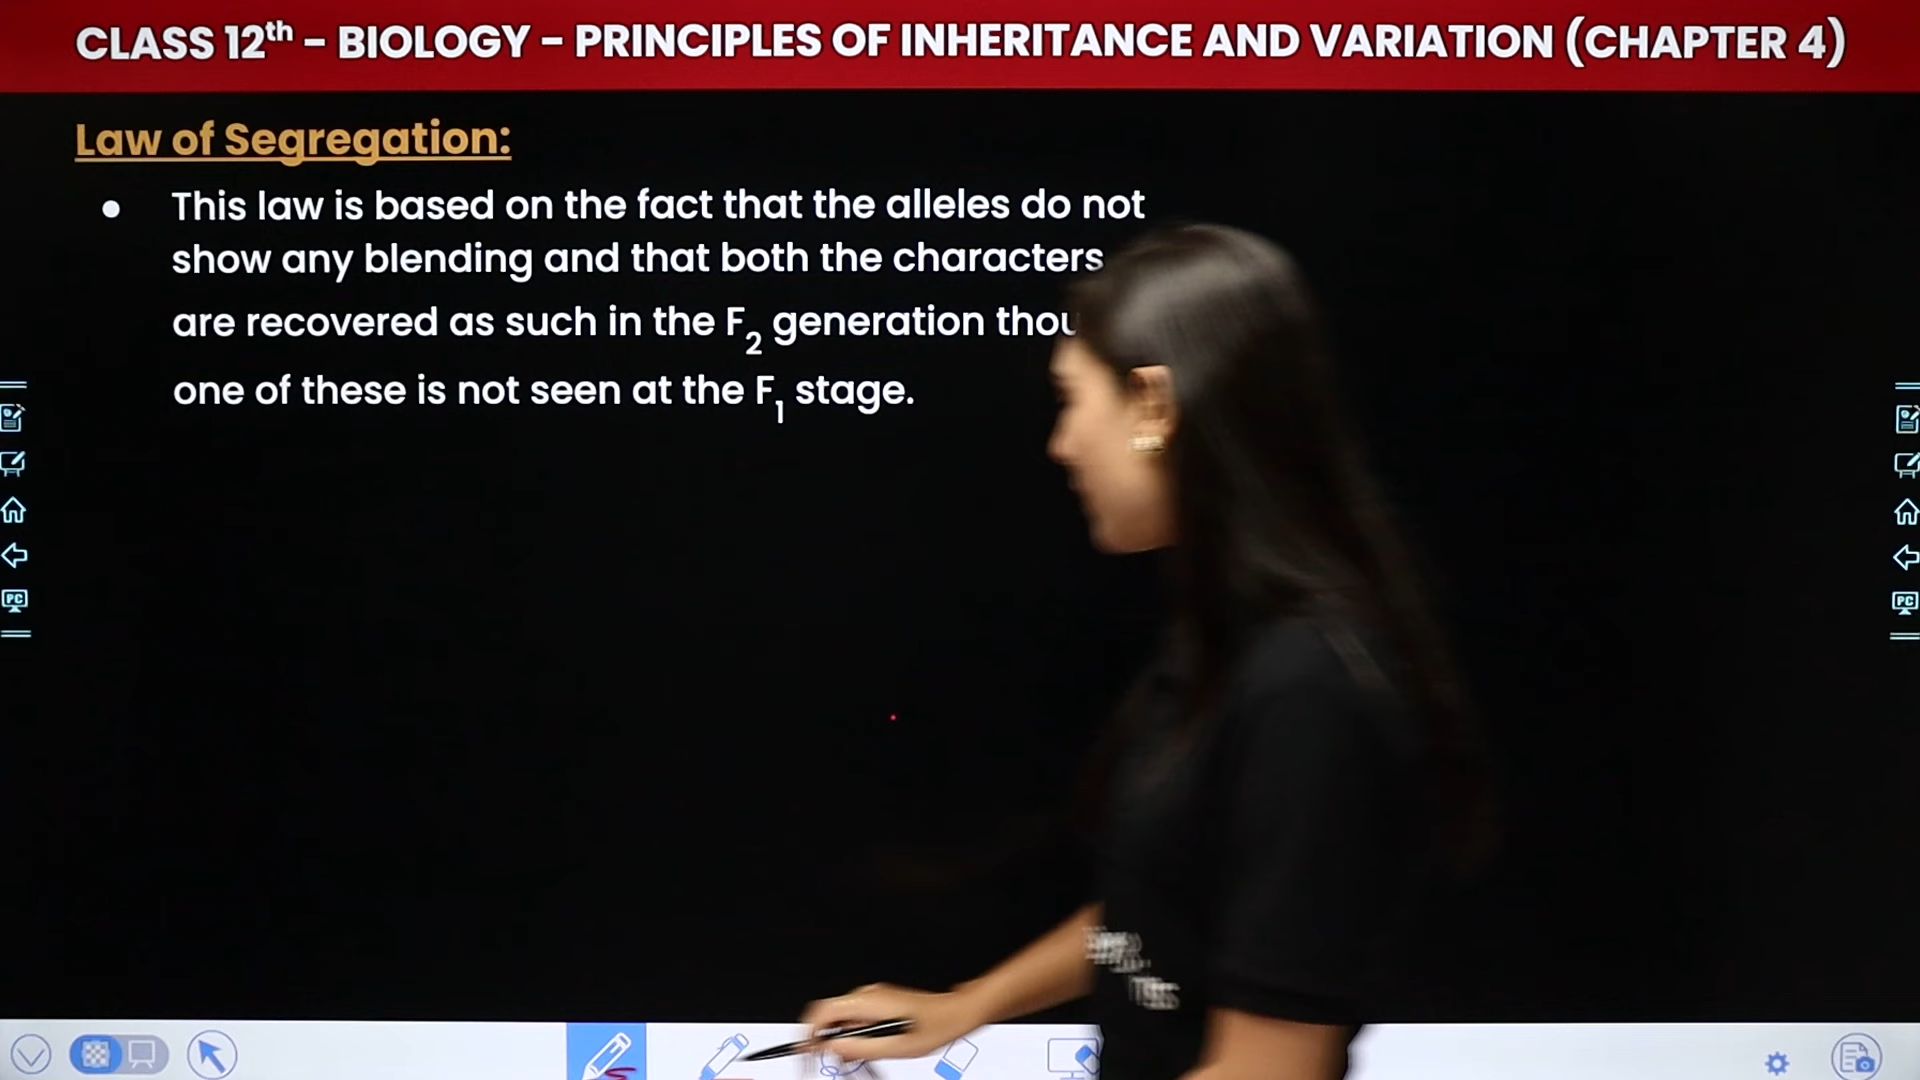 CLASS 12th – BIOLOGY – PRINCIPLES OF INHERITANCE AND VARIATION (CHAPTER 4)
Law of Segregation:
● This law is based on the fact that the alleles do not
show any blending and that both the characters
are recovered as such in the F2 generation
one of these is not seen at the F1 stage.
PC
PC